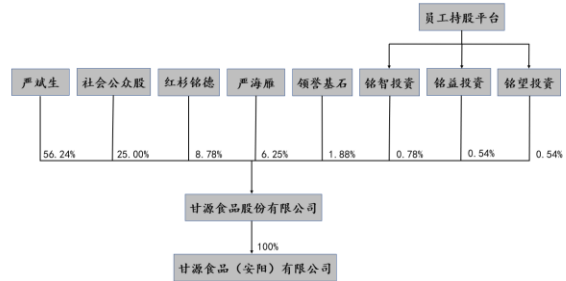 员工持股平台
严斌生 社会公众股 红杉铭德 严海雁 领誉基石 铭智投资 铭益投资 铭望投资
56.24% 25.00% 8.78% 6.25% 1.88% 0.78% 0.54% 0.54%
甘源食品股份有限公司
100%
甘源食品（安阳）有限公司